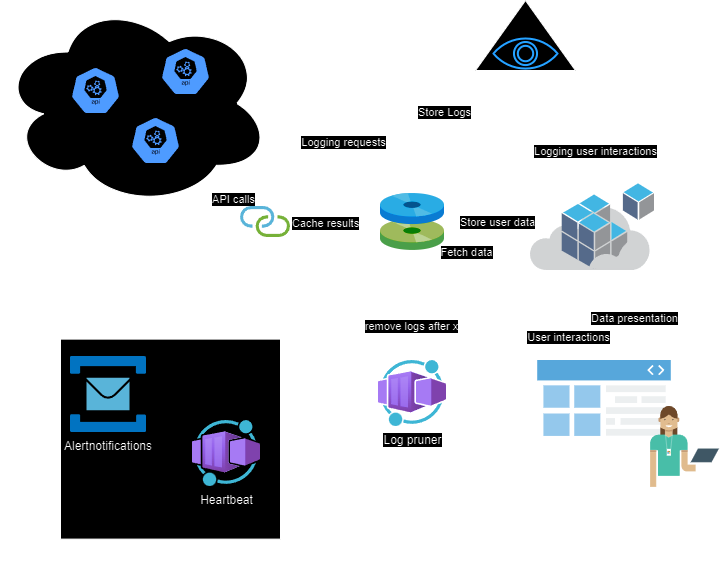 api
api
api
Store Logs
Logging requests
Logging user interactions
API calls
Cache results
Store user data
Fetch data
Data presentation
remove logs after x
User interactions
Alertnotifications
Log pruner
Heartbeat